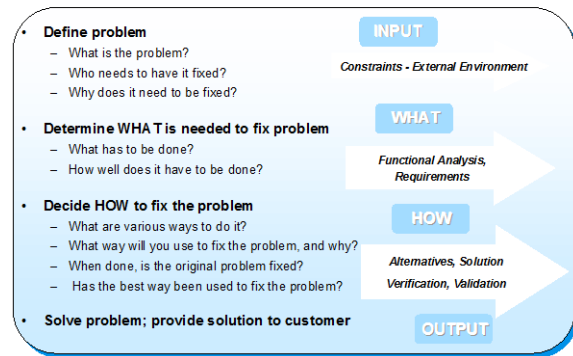 • Define problem
– What is the problem?
– Who needs to have it fixed?
– Why does it need to be fixed?
• Determine WHAT is needed to fix problem
– What has to be done?
– How well does it have to be done?
• Decide HOW to fix the problem
– What are various ways to do it?
– What way will you use to fix the problem, and why?
– When done, is the original problem fixed?
– Has the best way been used to fix the problem?
• Solve problem; provide solution to customer
INPUT
Constraints - External Environment
WHAT
Functional Analysis,
Requirements
HOW
Alternatives, Solution
Verification, Validation
OUTPUT